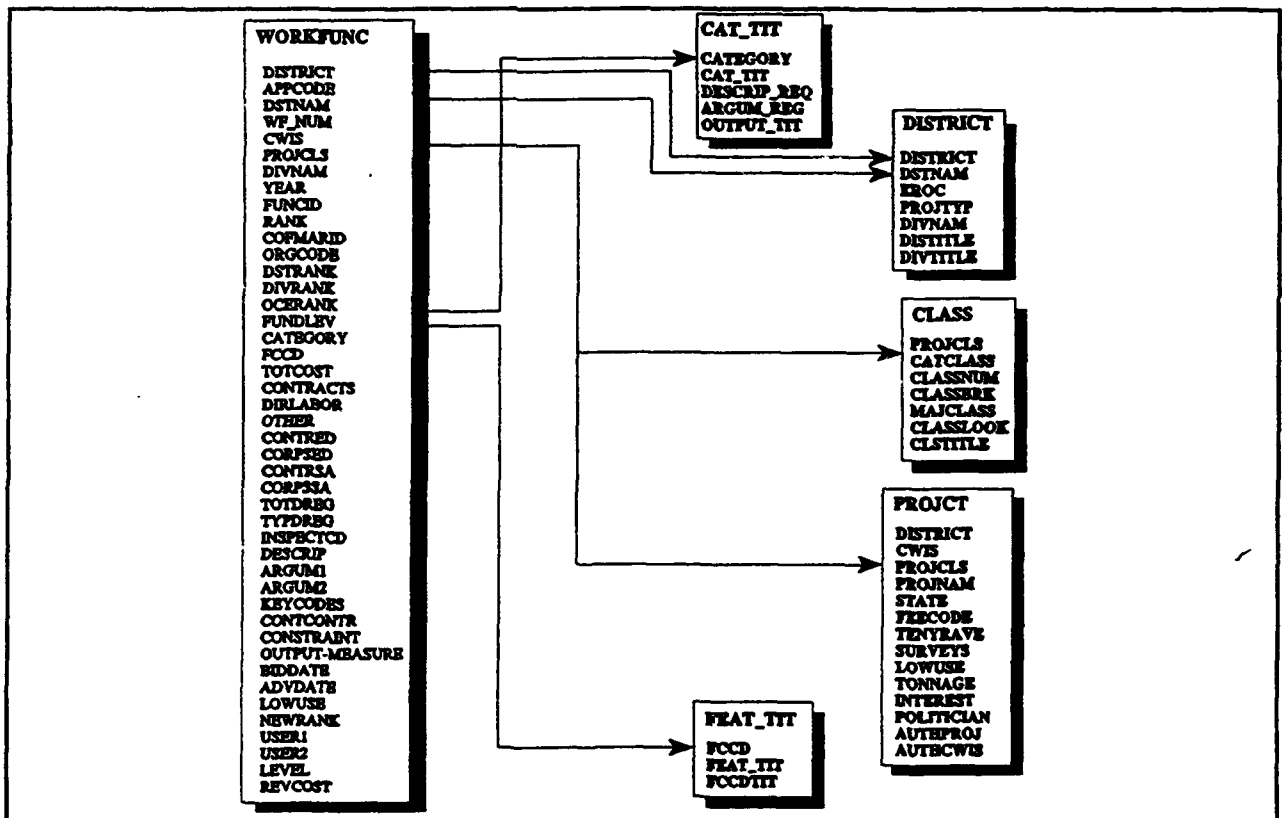 WORKFUNC
DISTRICT
APPCODE
DSTNAM
WF_NUM
CWIS
PROJCLS
DIVNAM
YEAR
FUNCID
RANK
COFMARID
ORGCODE
DSTRANK
DIVRANK
OCERANK
FUNDLEV
CATEGORY
FCCD
TOTCOST
CONTRACTS
DIRLABOR
OTHER
CONTRED
CORPSED
CONTRSA
CORPSSA
TOTDREG
TYPDREG
INSPECTCD
DESCRIP
ARGUM1
ARGUM2
KEYCODES
CONTCONTR
CONSTRAINT
OUTPUT-MEASURE
BIDDATE
ADVDATE
LOWUSE
NEWRANK
USER1
USER2
LEVEL
REVCOST
CAT_TIT
CATEGORY
CAT_TIT
DESCRIP_REQ
ARGUM_REG
OUTPUT_TIT
DISTRICT
DISTRICT
DSTNAM
EROC
PROJTYP
DIVNAM
DISTITLE
DIVTITLE
CLASS
PROJCLS
CATCLASS
CLASSNUM
CLASSBRK
MAJCLASS
CLASSLOOK
CLSTITLE
PROJCT
DISTRICT
CWIS
PROJCLS
PROJNAM
STATE
FEECODE
TENYRAVE
SURVEYS
LOWUSE
TONNAGE
INTEREST
POLITICIAN
AUTHPROJ
AUTHCWIS
FEAT_TIT
FCCD
FEAT_TIT
FCCDTIT